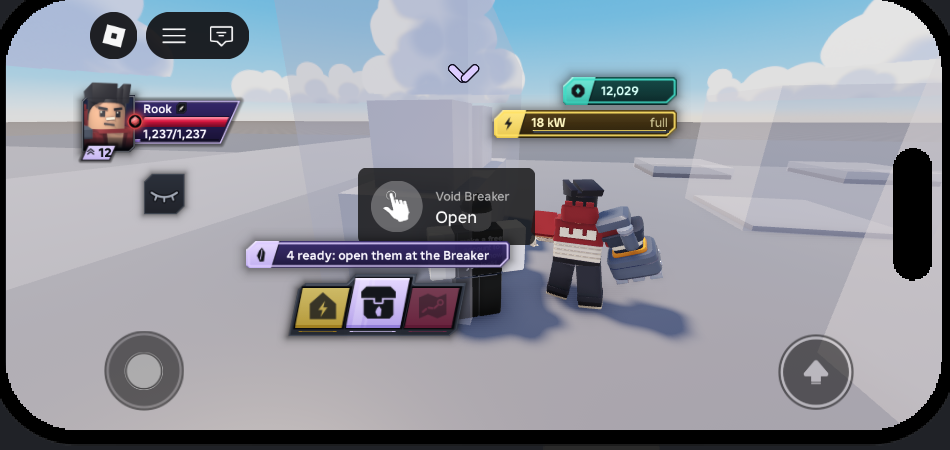 12,029
Rook
18 kW
full
1,237/1,237
12
Void Breaker
Open
4 ready: open them at the Breaker